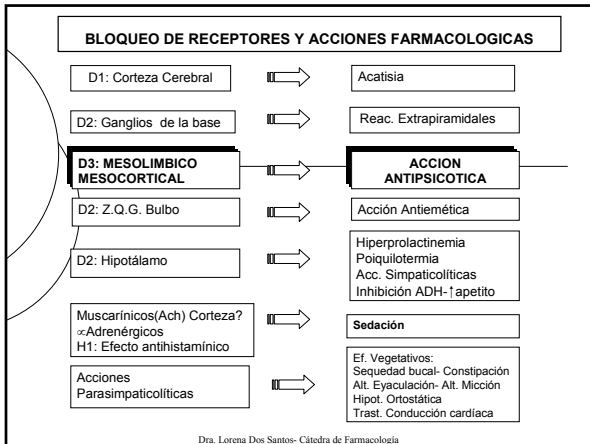 BLOQUEO DE RECEPTORES Y ACCIONES FARMACOLOGICAS
D1: Corteza Cerebral
Acatisia
D2: Ganglios de la base
Reac. Extrapiramidales
D3: MESOLIMBICO
MESOCORTICAL
ACCION
ANTIPSICOTICA
D2: Z.Q.G. Bulbo
Acción Antiemética
D2: Hipotálamo
Hiperprolactinemia
Poiquilotermia
Acc. Simpaticolíticas
Inhibición ADH-↑apetito
Muscarínicos(Ach) Corteza?
∝Adrenérgicos
H1: Efecto antihistamínico
Sedación
Acciones
Parasimpaticolíticas
Ef. Vegetativos:
Sequedad bucal- Constipación
Alt. Eyaculación- Alt. Micción
Hipot. Ortostática
Trast. Conducción cardíaca
Dra. Lorena Dos Santos- Cátedra de Farmacología